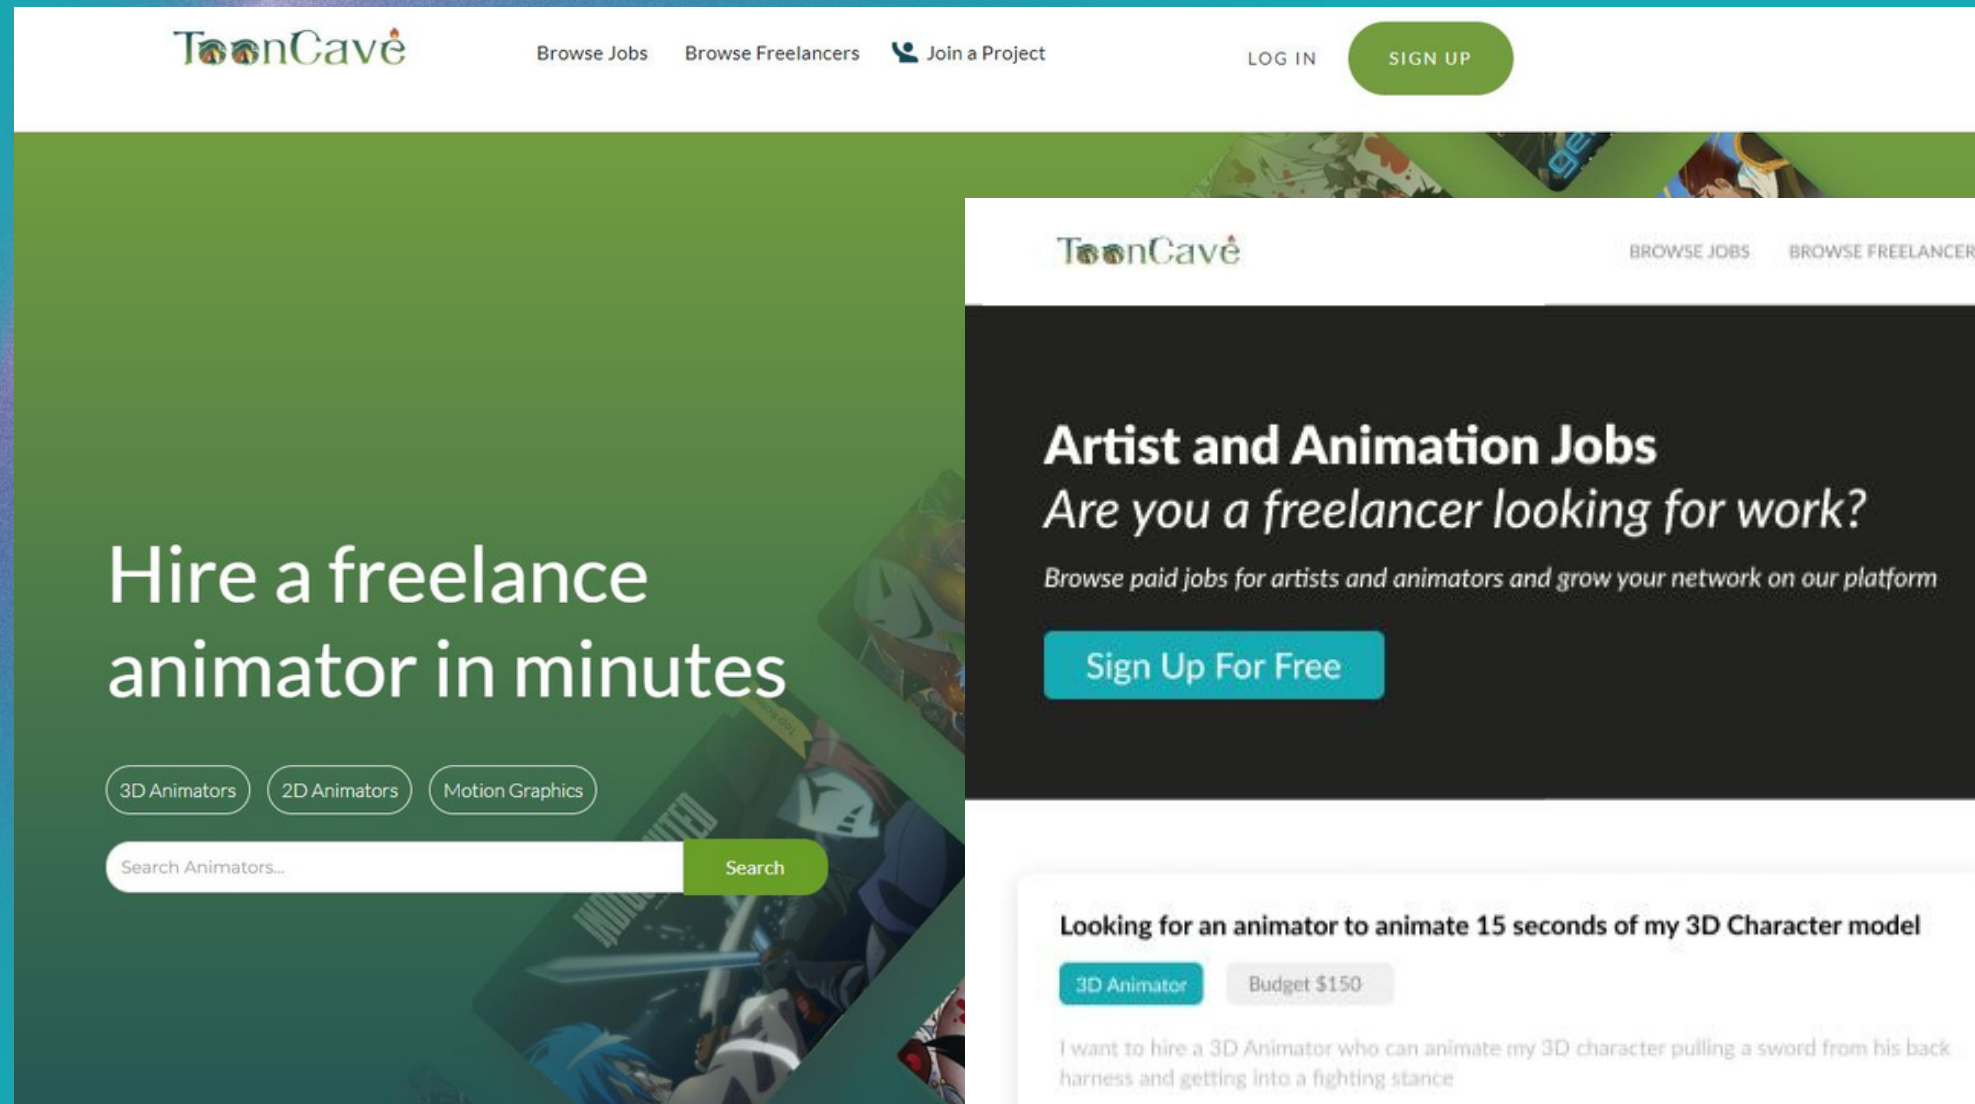 ToonCave
Browse Jobs
Browse Freelancers
Join a Project
LOG IN
SIGN UP
Hire a freelance
animator in minutes
3D Animators
2D Animators
Motion Graphics
Search Animators...
Search
ToonCave
BROWSE JOBS
BROWSE FREELANCER
Artist and Animation Jobs
Are you a freelancer looking for work?
Browse paid jobs for artists and animators and grow your network on our platform
Sign Up For Free
Looking for an animator to animate 15 seconds of my 3D Character model
3D Animator
Budget $150
I want to hire a 3D Animator who can animate my 3D character pulling a sword from his back
harness and getting into a fighting stance